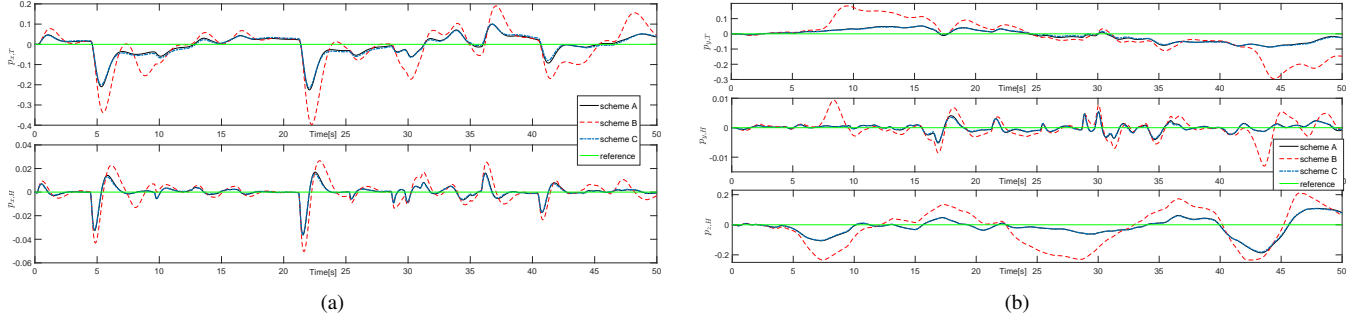 0.2
0.1
0
-0.1
-0.2
-0.3
-0.4
p_{x,T}
0 5 10 15 20 Time[s] 25 30 35 40 45 50
scheme A
scheme B
scheme C
reference
0.04
0.02
0
-0.02
-0.04
-0.06
p_{x,H}
0 5 10 15 20 Time[s] 25 30 35 40 45 50
(a)
0.1
0
-0.1
-0.2
-0.3
p_{y,T}
0 5 10 15 20 Time[s] 25 30 35 40 45 50
0.01
0
-0.01
p_{y,H}
0 5 10 15 20 Time[s] 25 30 35 40 45 50
scheme A
scheme B
scheme C
reference
0.2
0
-0.2
p_{z,H}
0 5 10 15 20 Time[s] 25 30 35 40 45 50
(b)